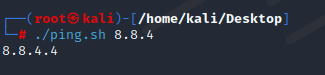 ┌──(root㉿kali)-[/home/kali/Desktop]
└─# ./ping.sh 8.8.4
8.8.4.4